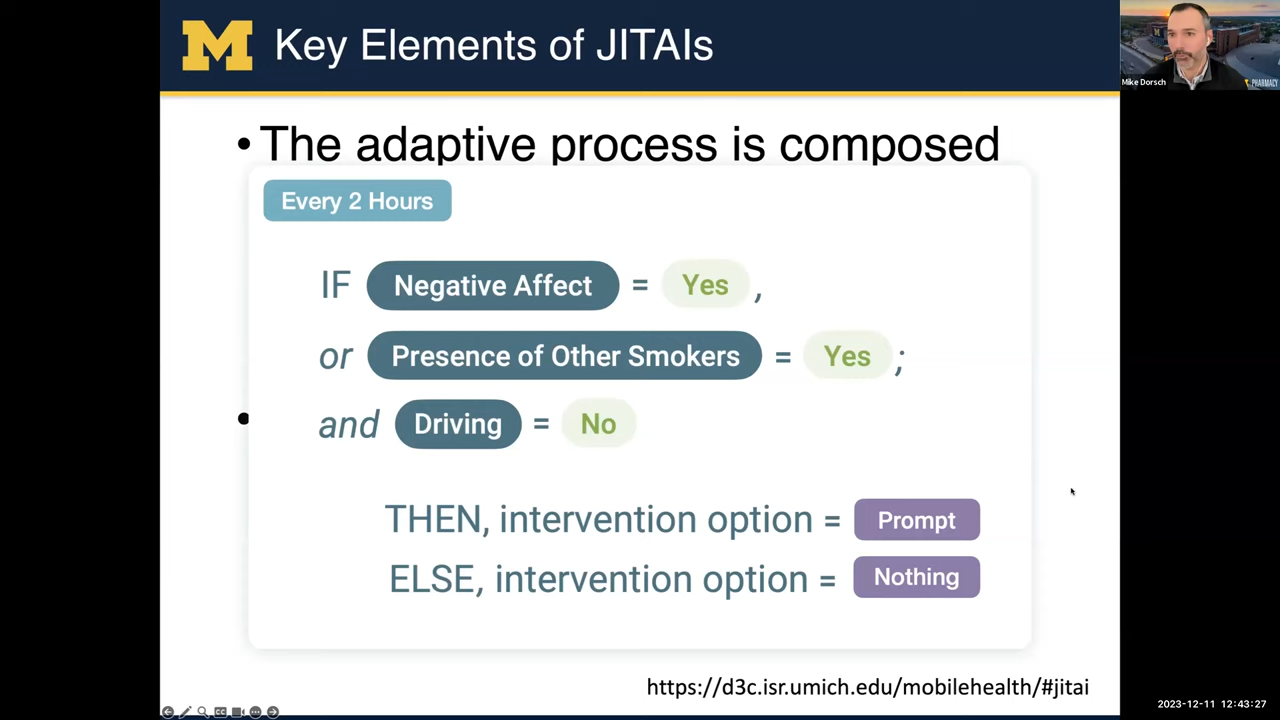 M Key Elements of JITAIs
Mike Dorsch
M PHARMACY
• The adaptive process is composed
Every 2 Hours
IF Negative Affect = Yes ,
or Presence of Other Smokers = Yes ;
and Driving = No
THEN, intervention option = Prompt
ELSE, intervention option = Nothing
https://d3c.isr.umich.edu/mobilehealth/#jitai
2023-12-11 12:43:27